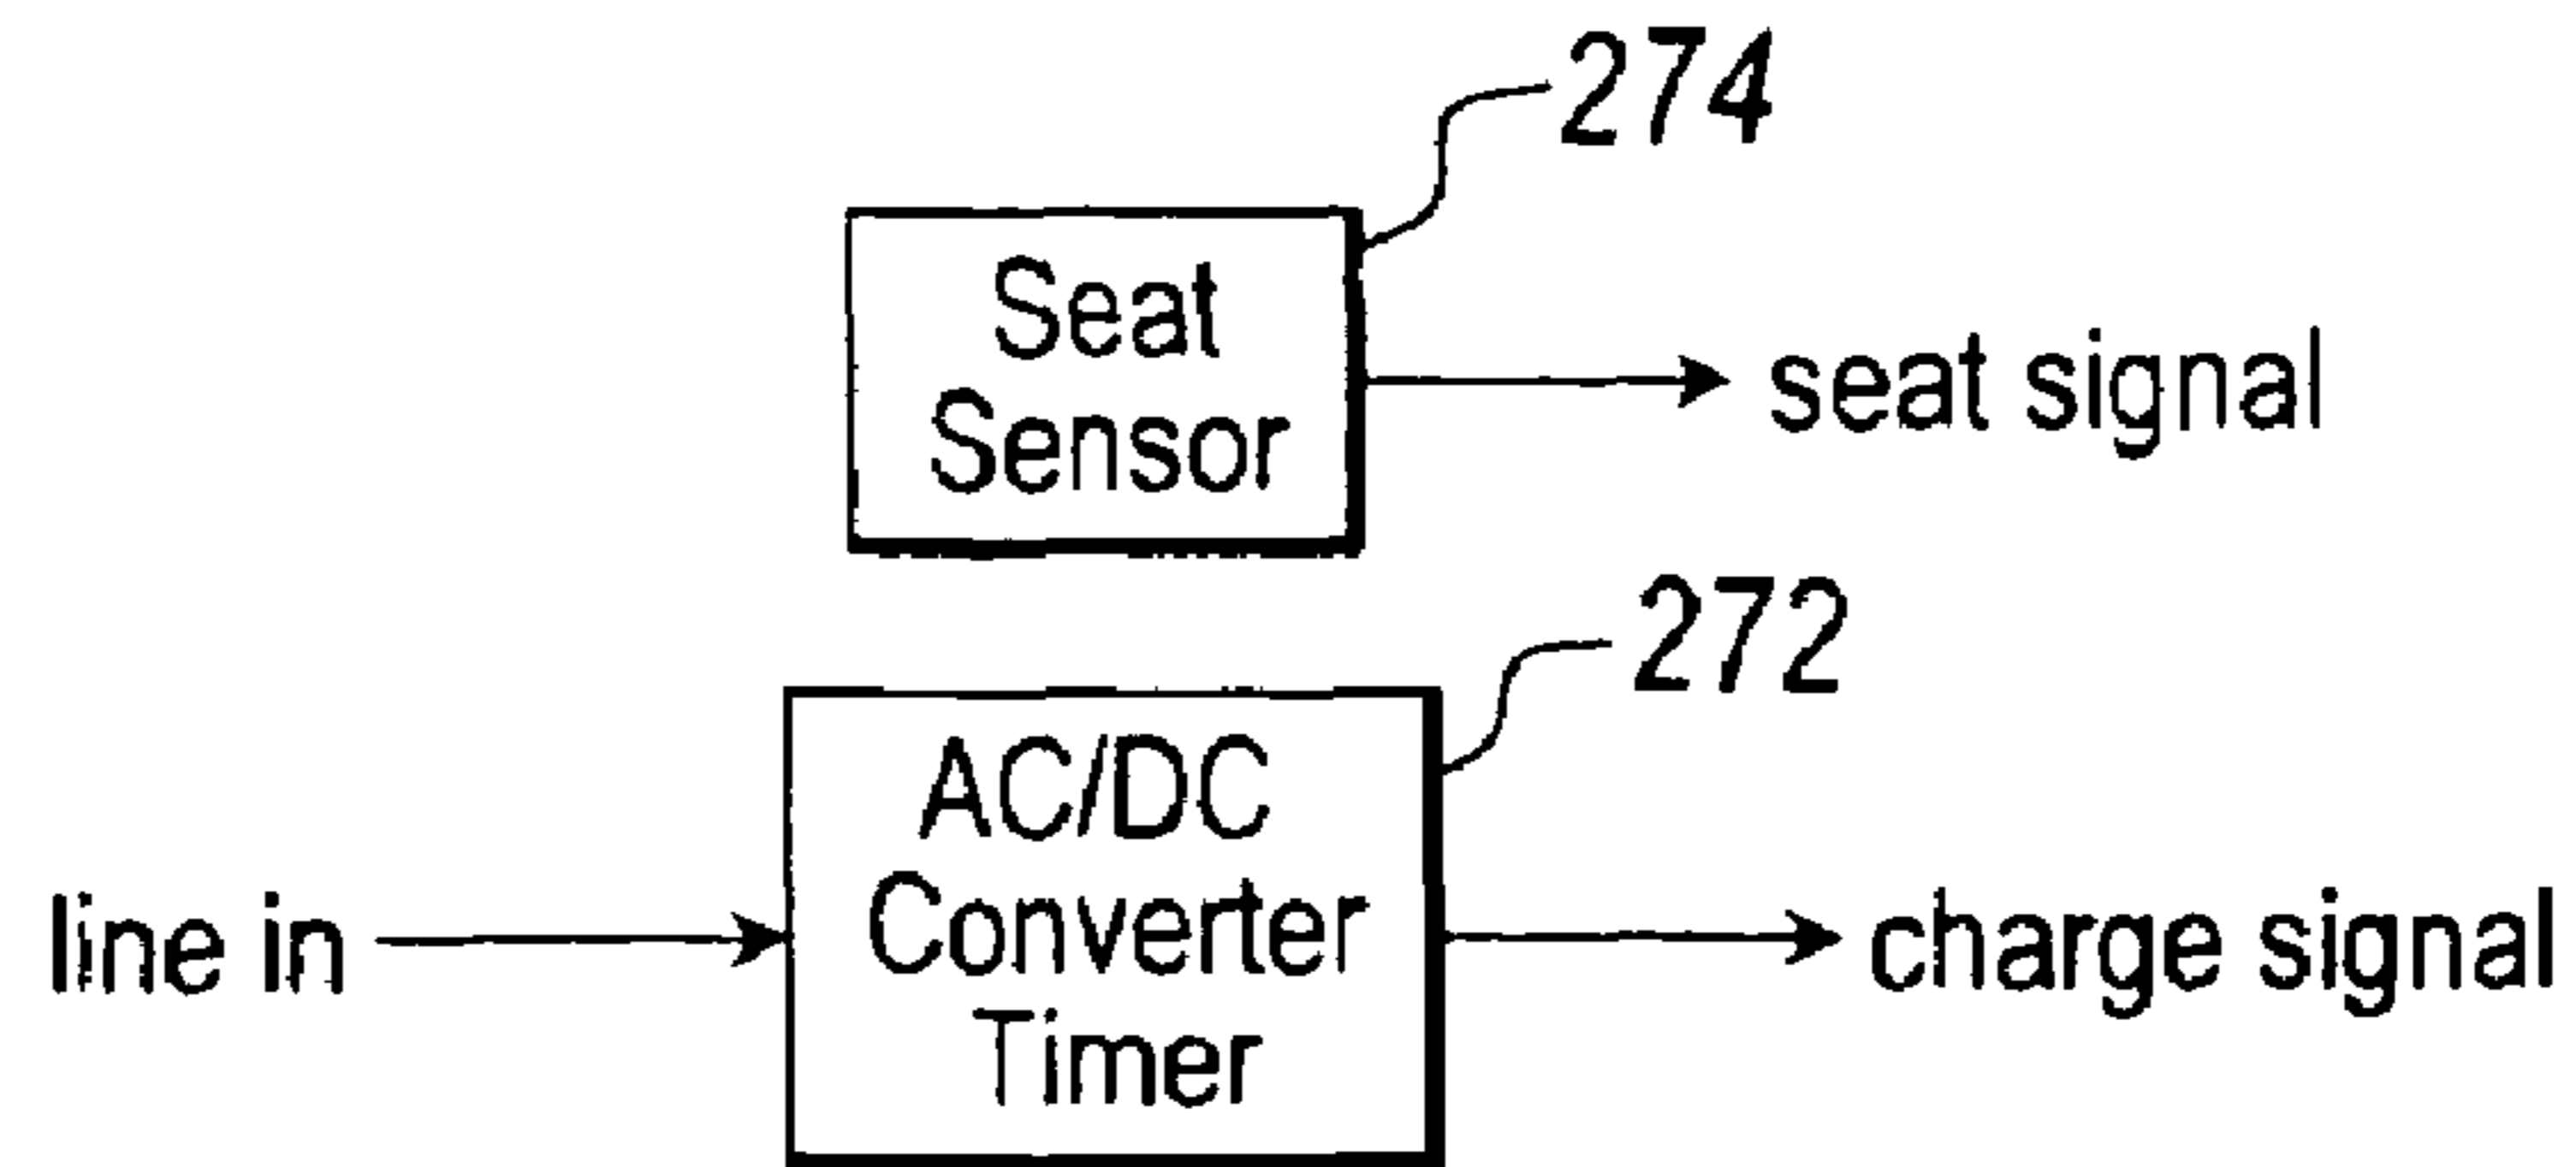 274
Seat
Sensor
seat signal
272
AC/DC
Converter
Timer
line in
charge signal